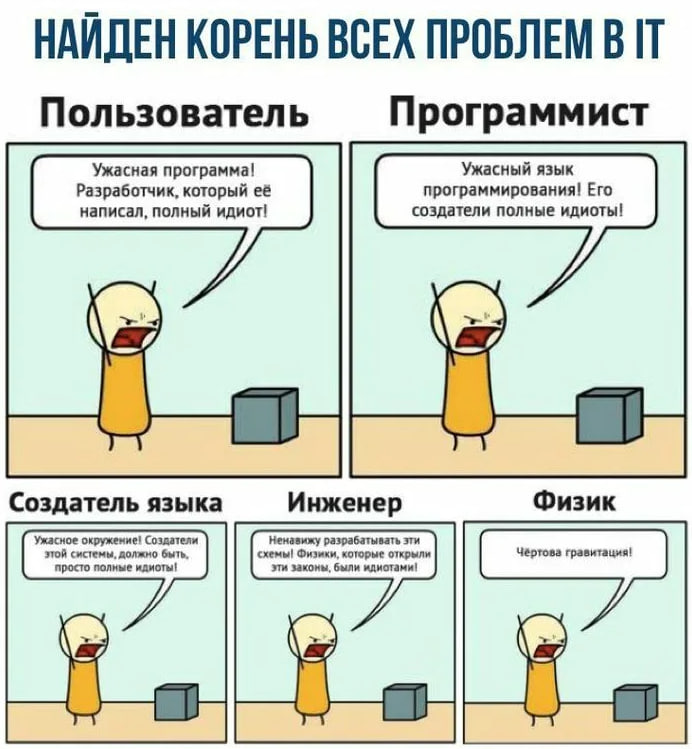 НАЙДЕН КОРЕНЬ ВСЕХ ПРОБЛЕМ В IT
Пользователь
Ужасная программа!
Разработчик, который её
написал, полный идиот!
Программист
Ужасный язык
программирования! Его
создатели полные идиоты!
Создатель языка
Ужасное окружение! Создатели
этой системы, должно быть,
просто полные идиоты!
Инженер
Ненавижу разрабатывать эти
схемы! Физики, которые открыли
эти законы, были идиотами!
Физик
Чёртова гравитация!